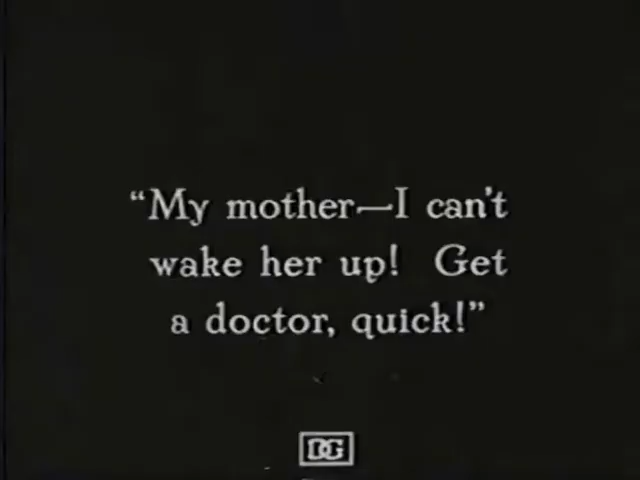 “My mother—I can't
wake her up! Get
a doctor, quick!”
DG